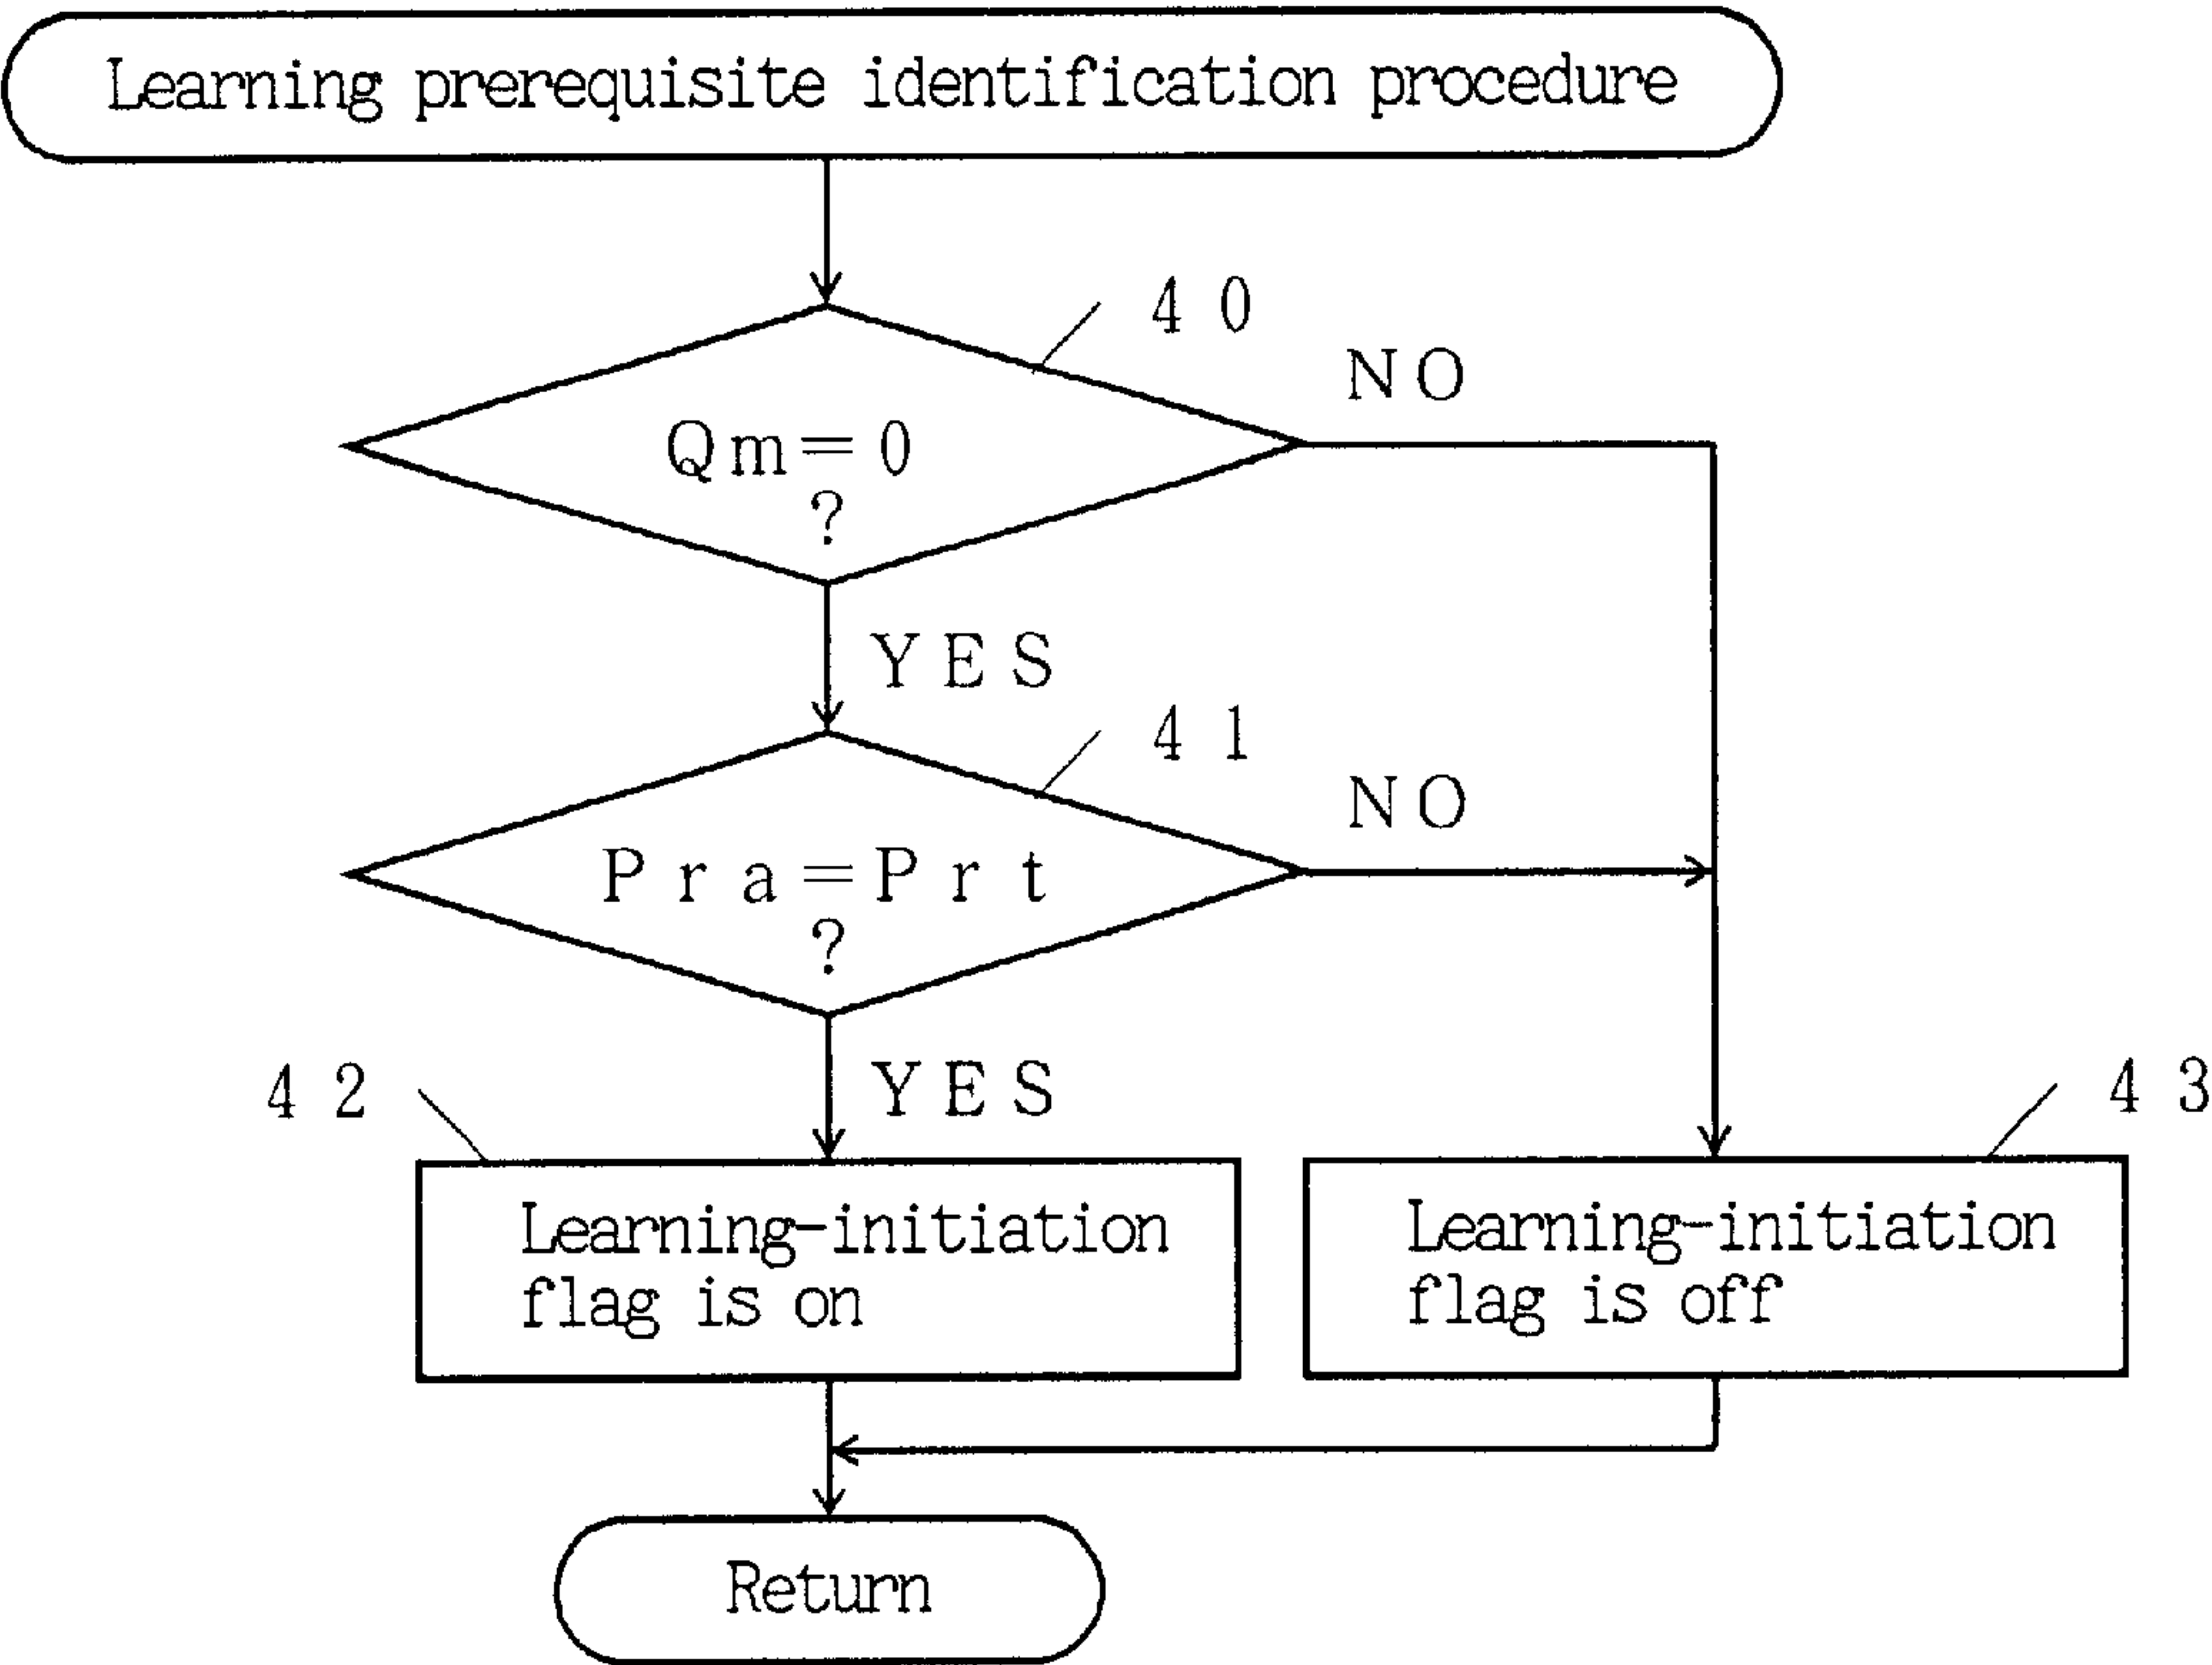 Learning prerequisite identification procedure
40
NO
Qm=0
?
YES
41
NO
Pra=Prt
?
YES
42
43
Learning-initiation
flag is on
Learning-initiation
flag is off
Return